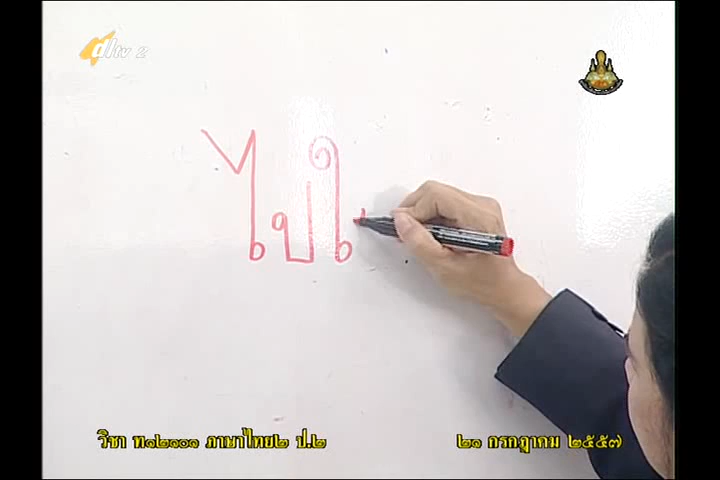 dltv 2
ไปใ
วิชา ท๑๒๑๐๑ ภาษาไทย๒ ป.๒
๒๑ กรกฎาคม ๒๕๕๗